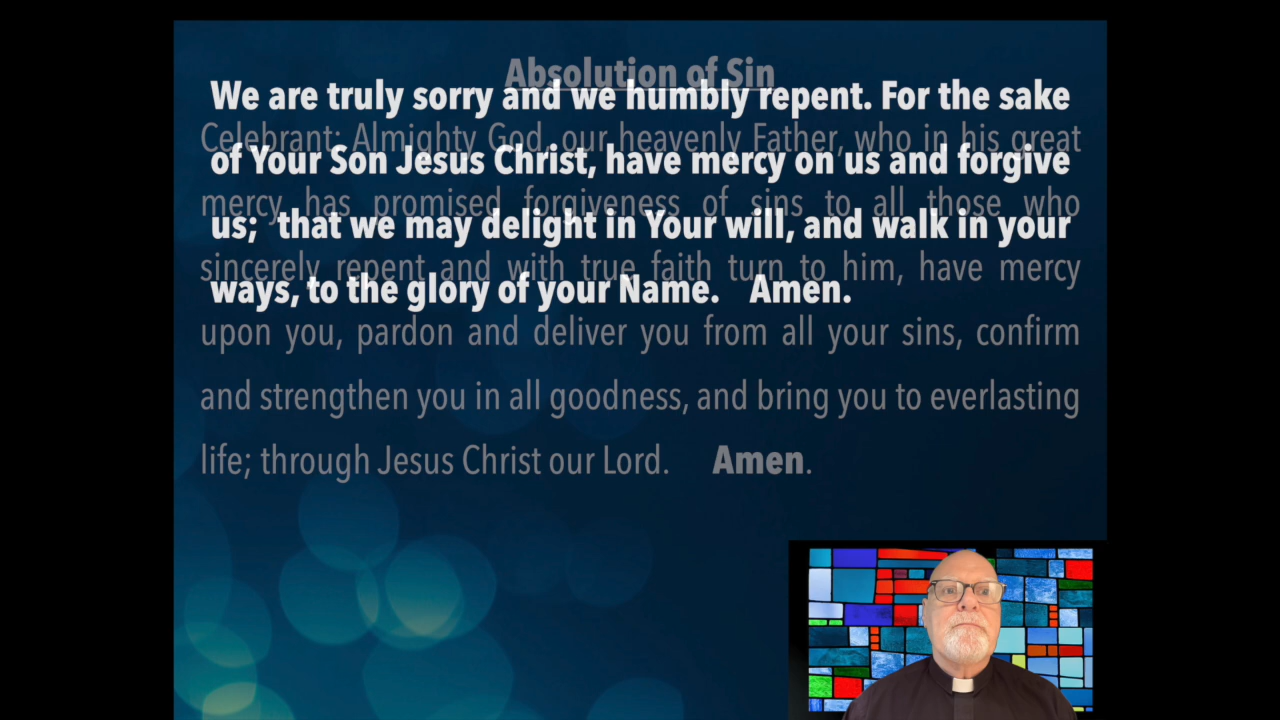 Absolution of Sin
We are truly sorry and we humbly repent. For the sake
Celebrant: Almighty God, our heavenly Father, who in his great
of Your Son Jesus Christ, have mercy on us and forgive
mercy has promised forgiveness of sins to all those who
us; that we may delight in Your will, and walk in your
sincerely repent and with true faith turn to him, have mercy
ways, to the glory of your Name. Amen.
upon you, pardon and deliver you from all your sins, confirm
and strengthen you in all goodness, and bring you to everlasting
life; through Jesus Christ our Lord. Amen.